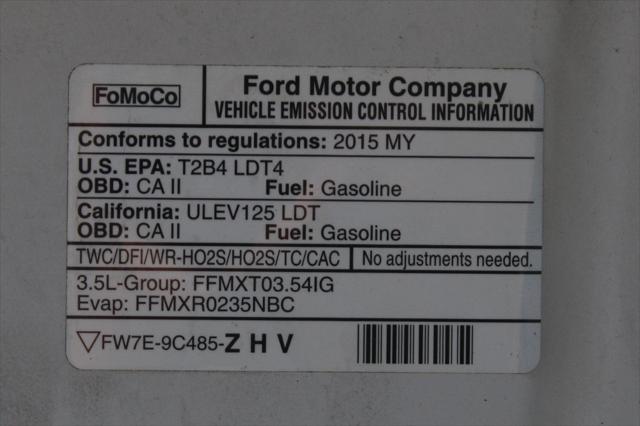 FoMoCo
Ford Motor Company
VEHICLE EMISSION CONTROL INFORMATION
Conforms to regulations: 2015 MY
U.S. EPA: T2B4 LDT4
OBD: CA II Fuel: Gasoline
California: ULEV125 LDT
OBD: CA II Fuel: Gasoline
TWC/DFI/WR-HO2S/HO2S/TC/CAC No adjustments needed.
3.5L-Group: FFMXT03.54IG
Evap: FFMXR0235NBC
FW7E-9C485-Z H V